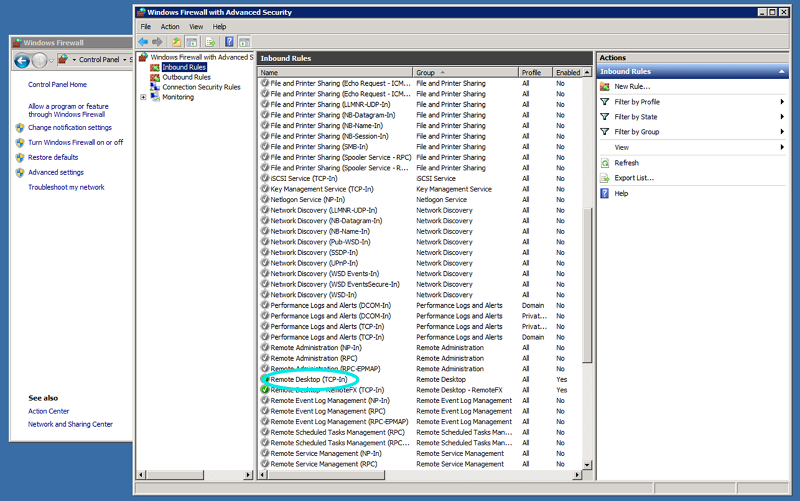 Windows Firewall with Advanced Security
File Action View Help
Windows Firewall
Control Panel
Control Panel Home
Allow a program or feature
through Windows Firewall
Change notification settings
Turn Windows Firewall on or off
Restore defaults
Advanced settings
Troubleshoot my network
See also
Action Center
Network and Sharing Center
Windows Firewall with Advanced S
Inbound Rules
Outbound Rules
Connection Security Rules
Monitoring
Inbound Rules
Name Group Profile Enabled
File and Printer Sharing (Echo Request - ICM... File and Printer Sharing All No
File and Printer Sharing (Echo Request - ICM... File and Printer Sharing All No
File and Printer Sharing (LLMNR-UDP-In) File and Printer Sharing All No
File and Printer Sharing (NB-Datagram-In) File and Printer Sharing All No
File and Printer Sharing (NB-Name-In) File and Printer Sharing All No
File and Printer Sharing (NB-Session-In) File and Printer Sharing All No
File and Printer Sharing (SMB-In) File and Printer Sharing All No
File and Printer Sharing (Spooler Service - RPC) File and Printer Sharing All No
File and Printer Sharing (Spooler Service - R... File and Printer Sharing All No
iSCSI Service (TCP-In) iSCSI Service All No
Key Management Service (TCP-In) Key Management Service All No
Netlogon Service (NP-In) Netlogon Service All No
Network Discovery (LLMNR-UDP-In) Network Discovery All No
Network Discovery (NB-Datagram-In) Network Discovery All No
Network Discovery (NB-Name-In) Network Discovery All No
Network Discovery (Pub-WSD-In) Network Discovery All No
Network Discovery (SSDP-In) Network Discovery All No
Network Discovery (UPnP-In) Network Discovery All No
Network Discovery (WSD Events-In) Network Discovery All No
Network Discovery (WSD EventsSecure-In) Network Discovery All No
Network Discovery (WSD-In) Network Discovery All No
Performance Logs and Alerts (DCOM-In) Performance Logs and Alerts Domain No
Performance Logs and Alerts (DCOM-In) Performance Logs and Alerts Privat... No
Performance Logs and Alerts (TCP-In) Performance Logs and Alerts Privat... No
Performance Logs and Alerts (TCP-In) Performance Logs and Alerts Domain No
Remote Administration (NP-In) Remote Administration All No
Remote Administration (RPC) Remote Administration All No
Remote Administration (RPC-EPMAP) Remote Administration All No
Remote Desktop (TCP-In) Remote Desktop All Yes
Remote Desktop - RemoteFX (TCP-In) Remote Desktop - RemoteFX All Yes
Remote Event Log Management (NP-In) Remote Event Log Management All No
Remote Event Log Management (RPC) Remote Event Log Management All No
Remote Event Log Management (RPC-EPMAP) Remote Event Log Management All No
Remote Scheduled Tasks Management (RPC) Remote Scheduled Tasks Man... All No
Remote Scheduled Tasks Management (RPC... Remote Scheduled Tasks Man... All No
Remote Service Management (NP-In) Remote Service Management All No
Remote Service Management (RPC) Remote Service Management All No
Actions
Inbound Rules
New Rule...
Filter by Profile
Filter by State
Filter by Group
View
Refresh
Export List...
Help